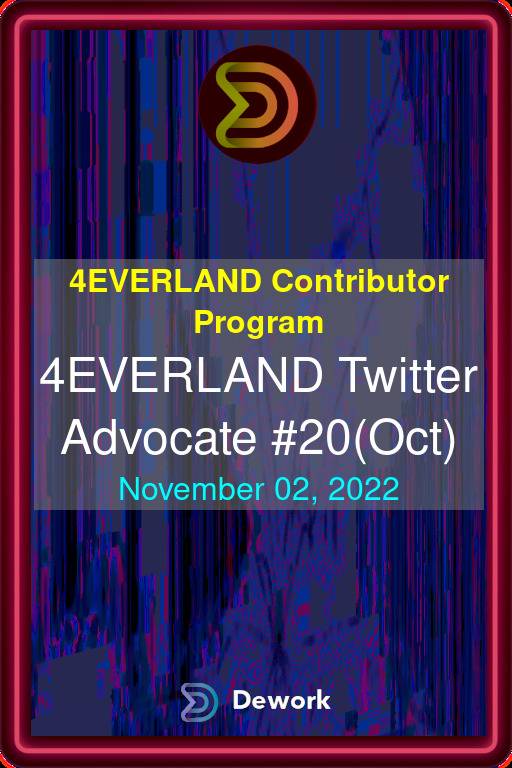 4EVERLAND Contributor
Program
4EVERLAND Twitter
Advocate #20(Oct)
November 02, 2022
Dework